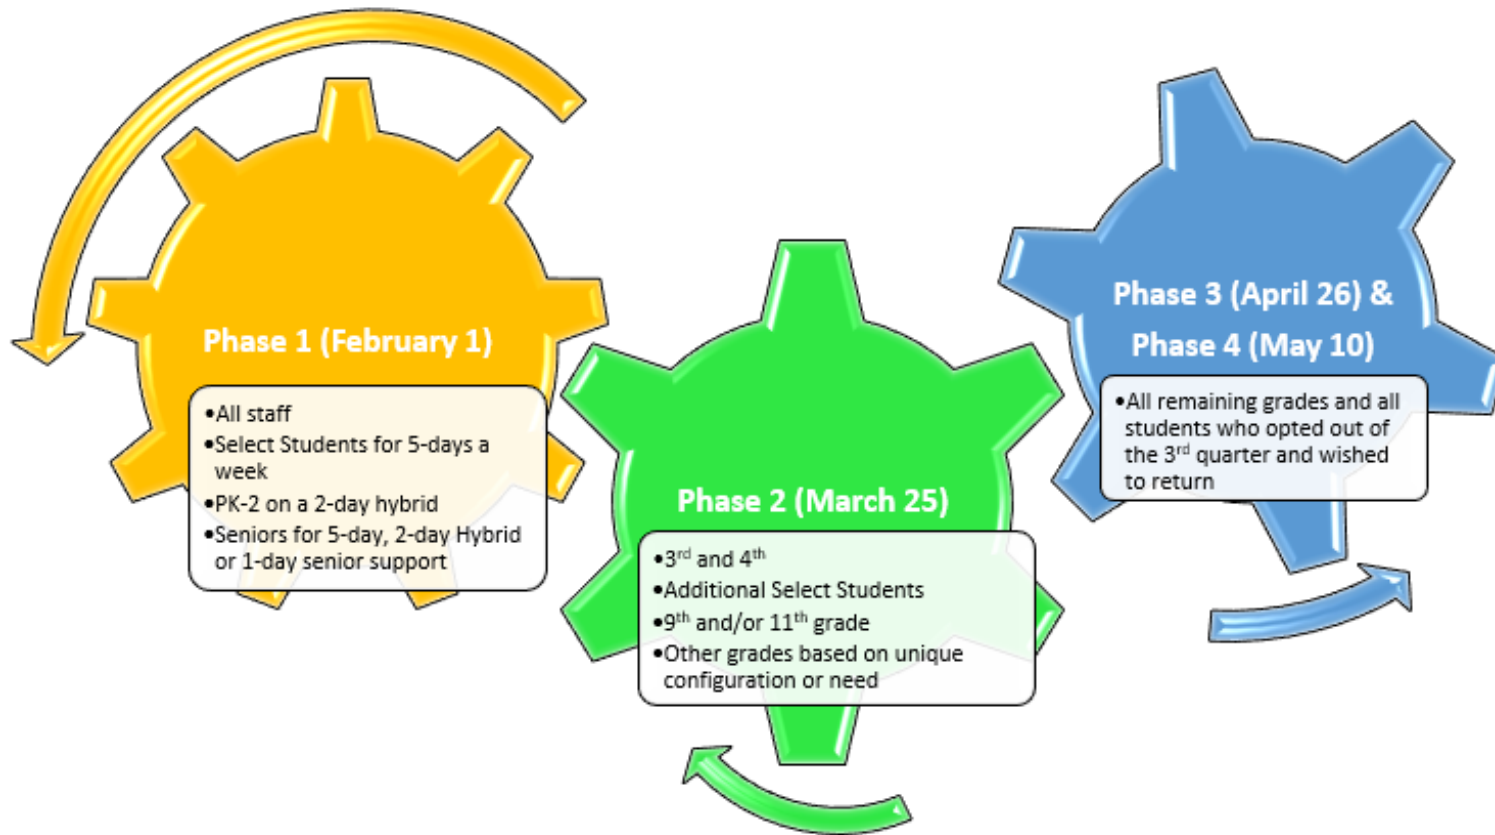 Phase 1 (February 1)
•All staff
•Select Students for 5-days a
week
•PK-2 on a 2-day hybrid
•Seniors for 5-day, 2-day Hybrid
or 1-day senior support
Phase 2 (March 25)
•3rd and 4th
•Additional Select Students
•9th and/or 11th grade
•Other grades based on unique
configuration or need
Phase 3 (April 26) &
Phase 4 (May 10)
•All remaining grades and all
students who opted out of
the 3rd quarter and wished
to return